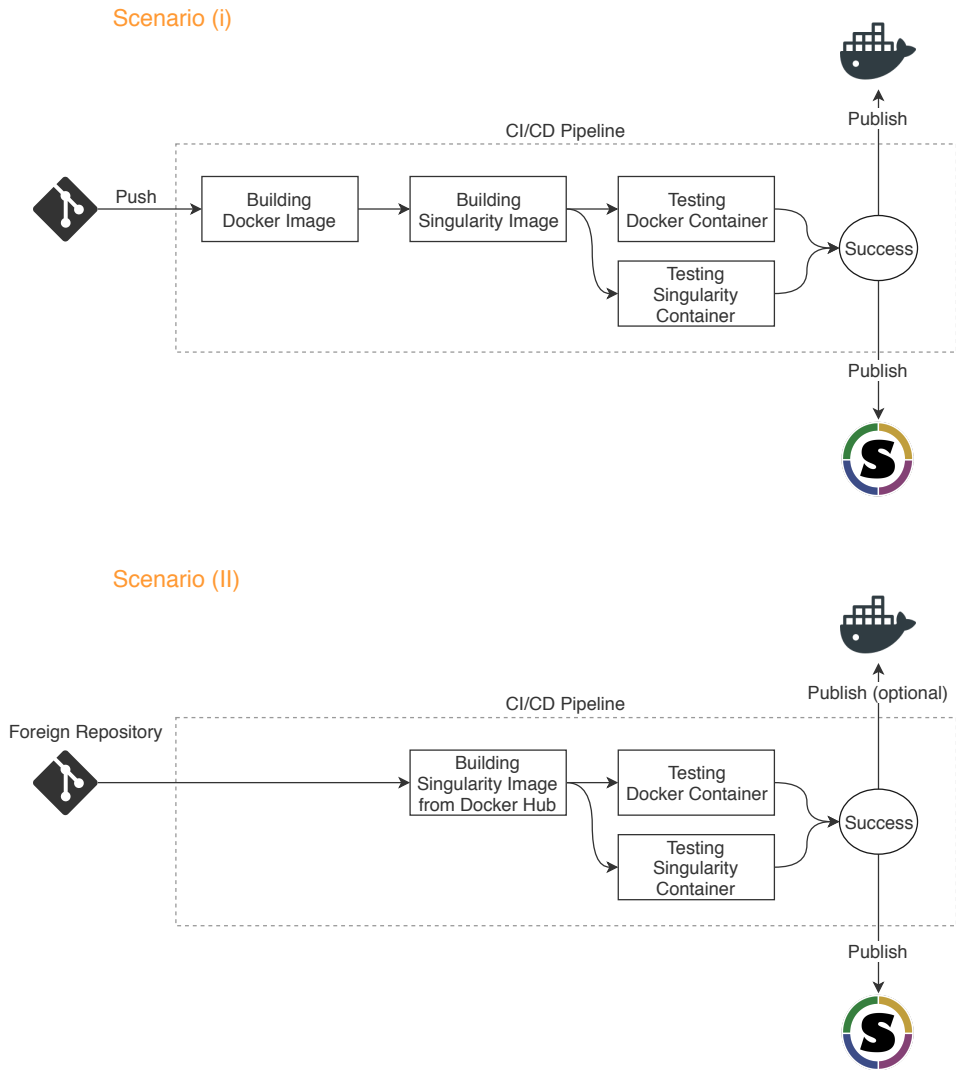 Scenario (i)
Publish
CI/CD Pipeline
Push
Building
Docker Image
Building
Singularity Image
Testing
Docker Container
Testing
Singularity
Container
Success
Publish
S
Scenario (II)
Publish (optional)
CI/CD Pipeline
Foreign Repository
Building
Singularity Image
from Docker Hub
Testing
Docker Container
Testing
Singularity
Container
Success
Publish
S